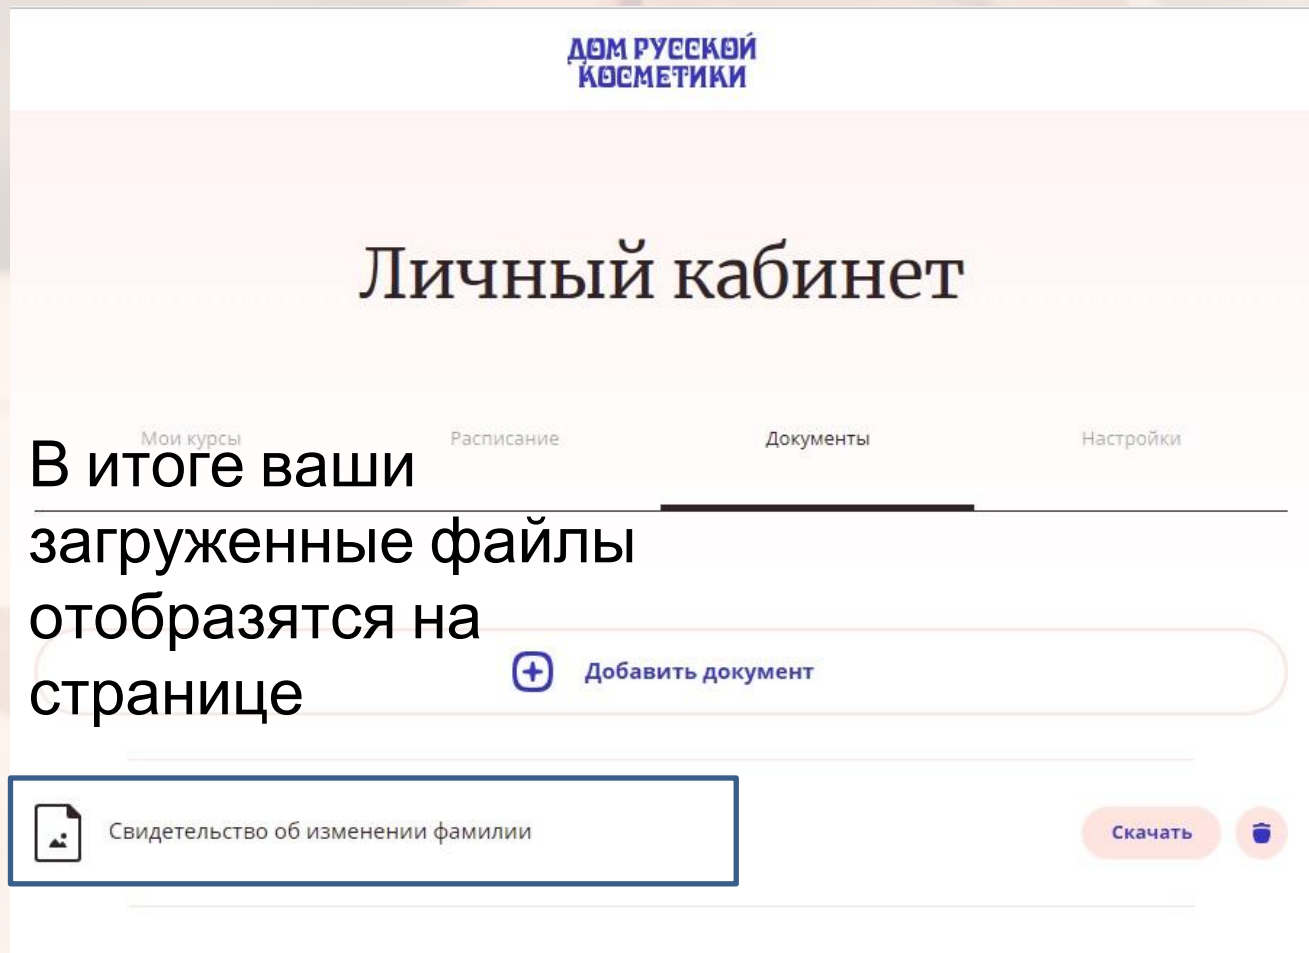 ДОМ РУССКОЙ
КОСМЕТИКИ
Личный кабинет
Мои курсы Расписание Документы Настройки
В итоге ваши
загруженные файлы
отобразятся на
странице
Добавить документ
Свидетельство об изменении фамилии Скачать